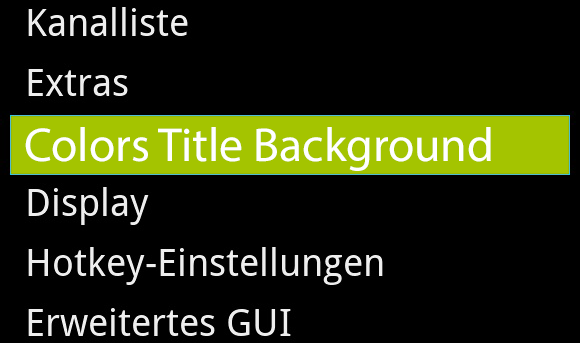 Kanalliste
Extras
Colors Title Background
Display
Hotkey-Einstellungen
Erweitertes GUI